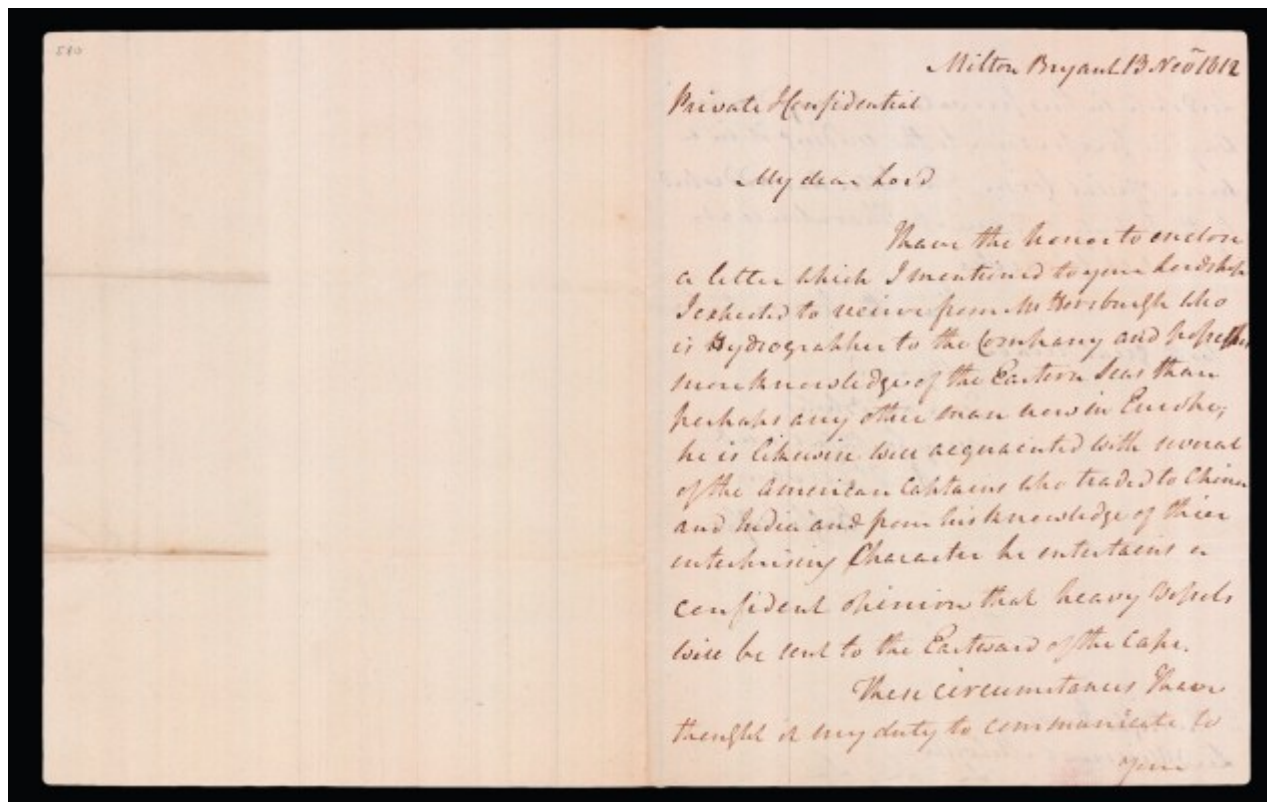 510
Milton Bryant 13 Nov 1812
Private & Confidential
My dear Lord
I have the honor to enclose
a letter which I mentioned to your Lordship
I expected to receive from Mr Horsburgh who
is Hydrographer to the Company and possesses
more knowledge of the Eastern Seas than
perhaps any other man now in Europe;
he is likewise well acquainted with several
of the American Captains who traded to China
and India and from his knowledge of thier
enterprising Character he entertains a
confident opinion that heavy Vessels
will be sent to the Eastward of the Cape.
These circumstances I have
thought it my duty to communicate to
your